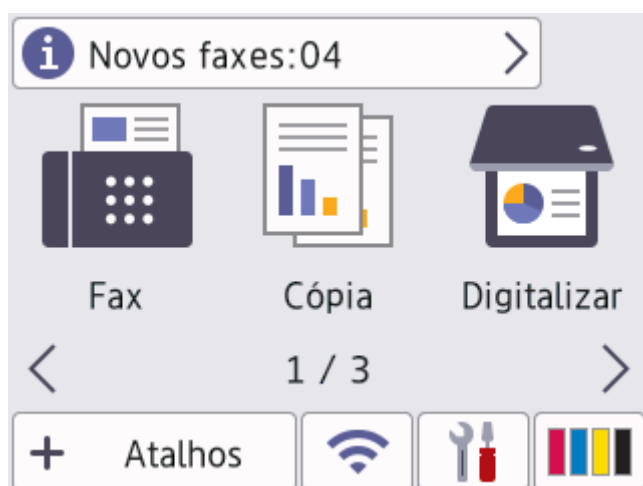 Novos faxes:04
Fax
Cópia
Digitalizar
1 / 3
Atalhos